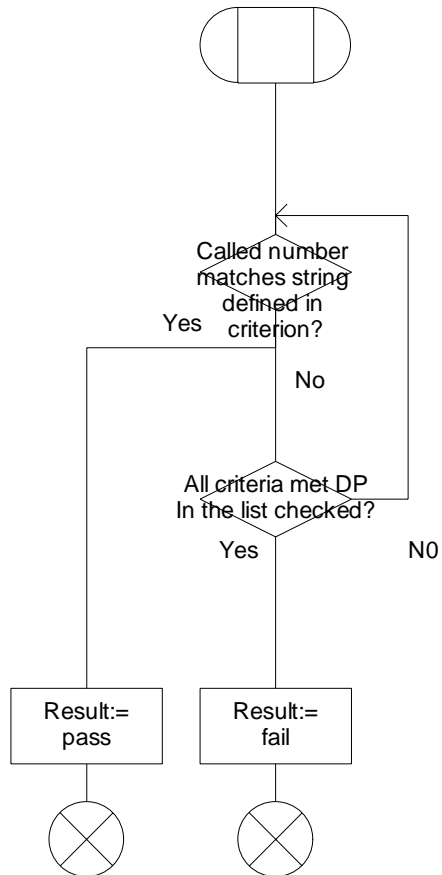 Called number
matches string
defined in
criterion?
Yes
No
All criteria met DP
In the list checked?
Yes
N0
Result:=
pass
Result:=
fail